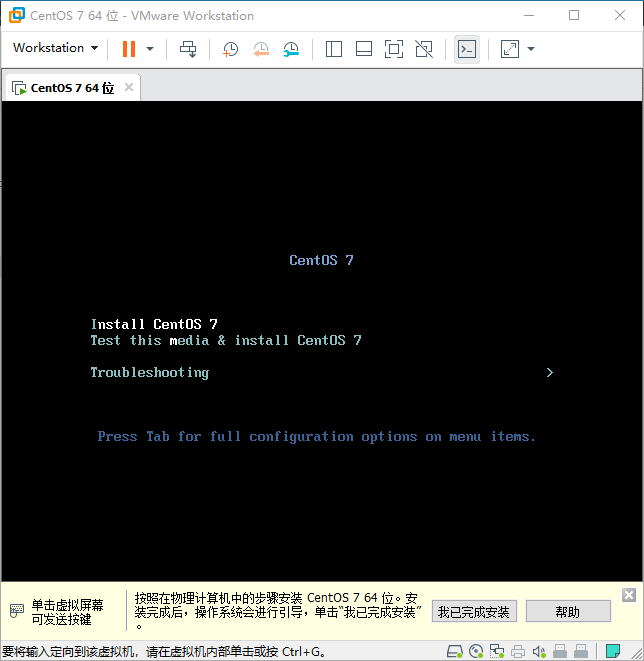 CentOS 7 64 位 - VMware Workstation
Workstation
CentOS 7 64 位
CentOS 7
Install CentOS 7
Test this media & install CentOS 7
Troubleshooting >
Press Tab for full configuration options on menu items.
单击虚拟屏幕
可发送按键
按照在物理计算机中的步骤安装 CentOS 7 64 位。安
装完成后，操作系统会进行引导，单击“我已完成安装”
。
我已完成安装
帮助
要将输入定向到该虚拟机，请在虚拟机内部单击或按 Ctrl+G。